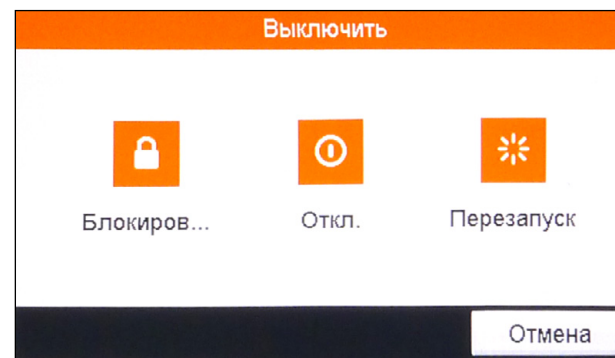 Выключить
Блокиров...
Откл.
Перезапуск
Отмена